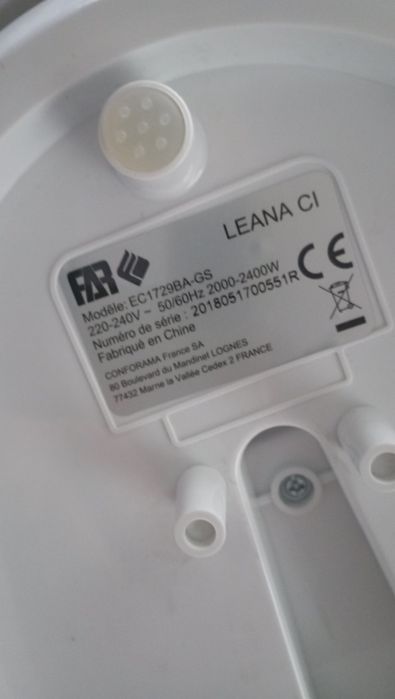 LEANA CI
FAR
Modèle: EC1729BA-GS
220-240V ~ 50/60Hz 2000-2400W
Numéro de série : 2018051700551R
Fabriqué en Chine
CE
CONFORAMA France SA
80 Boulevard du Mandinet LOGNES
77432 Marne la Vallée Cedex 2 FRANCE